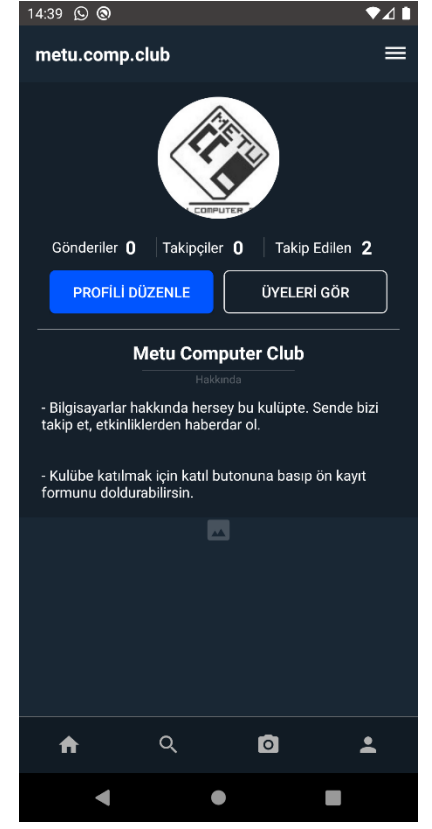 14:39
metu.comp.club
METU
COMPUTER
Gönderiler 0 Takipçiler 0 Takip Edilen 2
PROFİLİ DÜZENLE ÜYELERİ GÖR
Metu Computer Club
Hakkında
- Bilgisayarlar hakkında hersey bu kulüpte. Sende bizi
takip et, etkinliklerden haberdar ol.
- Kulübe katılmak için katıl butonuna basıp ön kayıt
formunu doldurabilirsin.